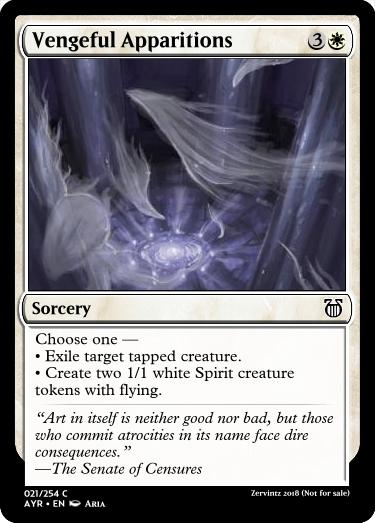 Vengeful Apparitions 3
Sorcery
Choose one —
• Exile target tapped creature.
• Create two 1/1 white Spirit creature
tokens with flying.
“Art in itself is neither good nor bad, but those
who commit atrocities in its name face dire
consequences.”
—The Senate of Censures
021/254 C
Zervintz 2018 (Not for sale)
AYR • EN Aria